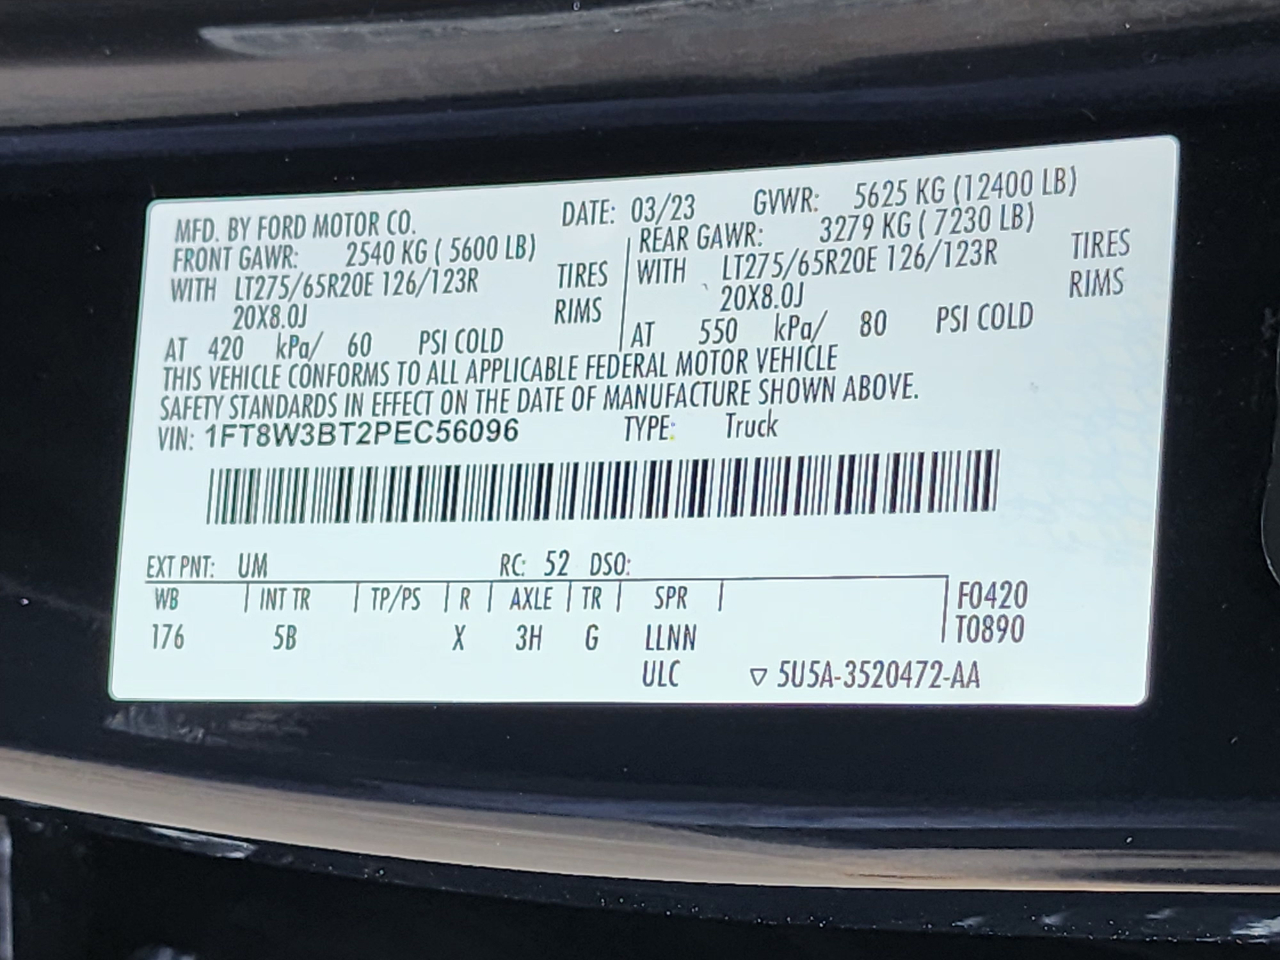 MFD. BY FORD MOTOR CO. DATE: 03/23 GVWR: 5625 KG (12400 LB)
FRONT GAWR: 2540 KG ( 5600 LB) REAR GAWR: 3279 KG ( 7230 LB)
WITH LT275/65R20E 126/123R TIRES WITH LT275/65R20E 126/123R TIRES
20X8.0J RIMS 20X8.0J RIMS
AT 420 kPa/ 60 PSI COLD AT 550 kPa/ 80 PSI COLD
THIS VEHICLE CONFORMS TO ALL APPLICABLE FEDERAL MOTOR VEHICLE
SAFETY STANDARDS IN EFFECT ON THE DATE OF MANUFACTURE SHOWN ABOVE.
VIN: 1FT8W3BT2PEC56096 TYPE: Truck
EXT PNT: UM RC: 52 DSO:
WB INT TR TP/PS R AXLE TR SPR F0420
176 5B X 3H G LLNN T0890
ULC ▽ 5U5A-3520472-AA